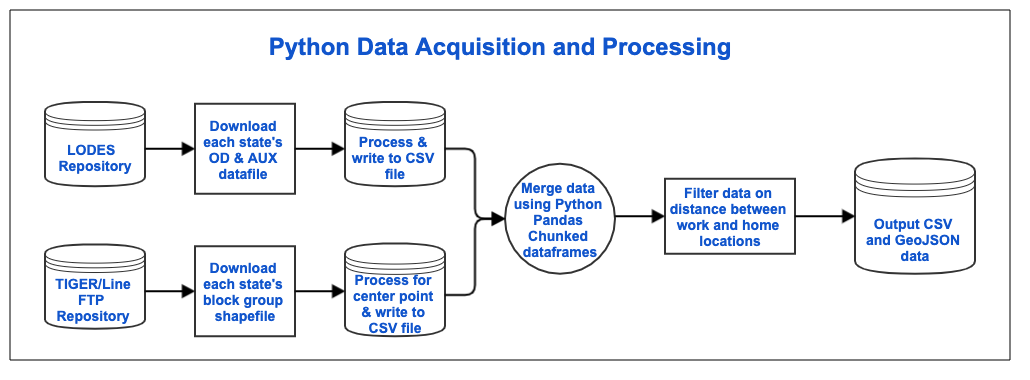 Python Data Acquisition and Processing
LODES
Repository
Download
each state's
OD & AUX
datafile
Process &
write to CSV
file
TIGER/Line
FTP
Repository
Download
each state's
block group
shapefile
Process for
center point
& write to
CSV file
Merge data
using Python
Pandas
Chunked
dataframes
Filter data on
distance between
work and home
locations
Output CSV
and GeoJSON
data